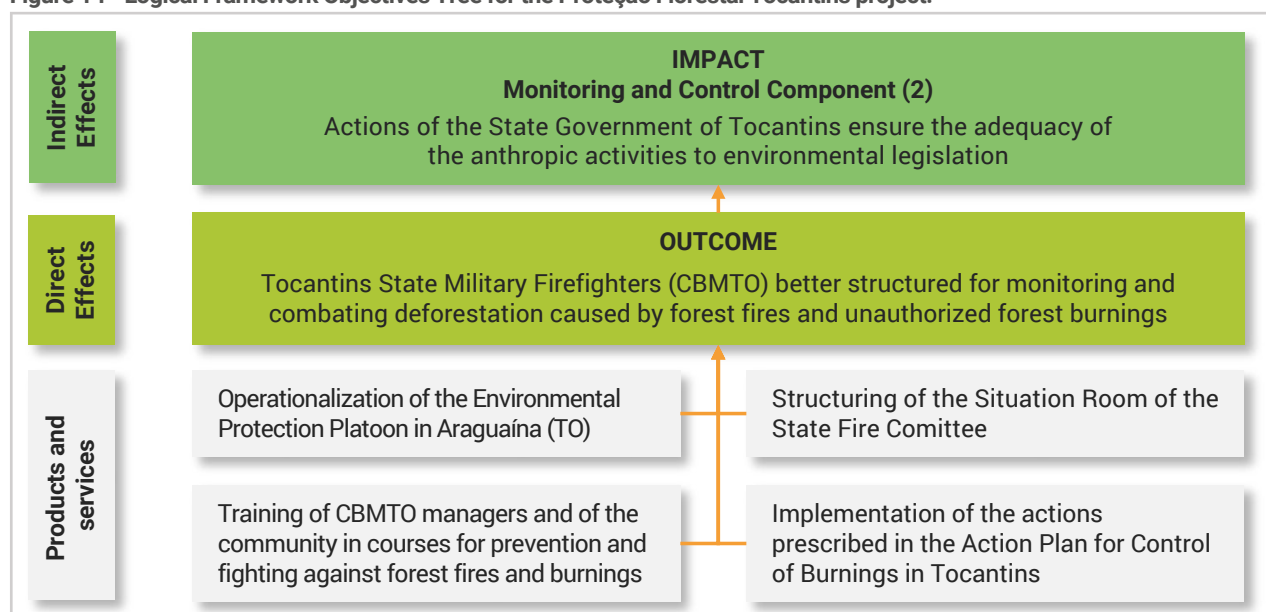 Indirect
Effects
IMPACT
Monitoring and Control Component (2)
Actions of the State Government of Tocantins ensure the adequacy of
the anthropic activities to environmental legislation
Direct
Effects
OUTCOME
Tocantins State Military Firefighters (CBMTO) better structured for monitoring and
combating deforestation caused by forest fires and unauthorized forest burnings
Products and
services
Operationalization of the Environmental
Protection Platoon in Araguaína (TO)
Structuring of the Situation Room of the
State Fire Comittee
Training of CBMTO managers and of the
community in courses for prevention and
fighting against forest fires and burnings
Implementation of the actions
prescribed in the Action Plan for Control
of Burnings in Tocantins